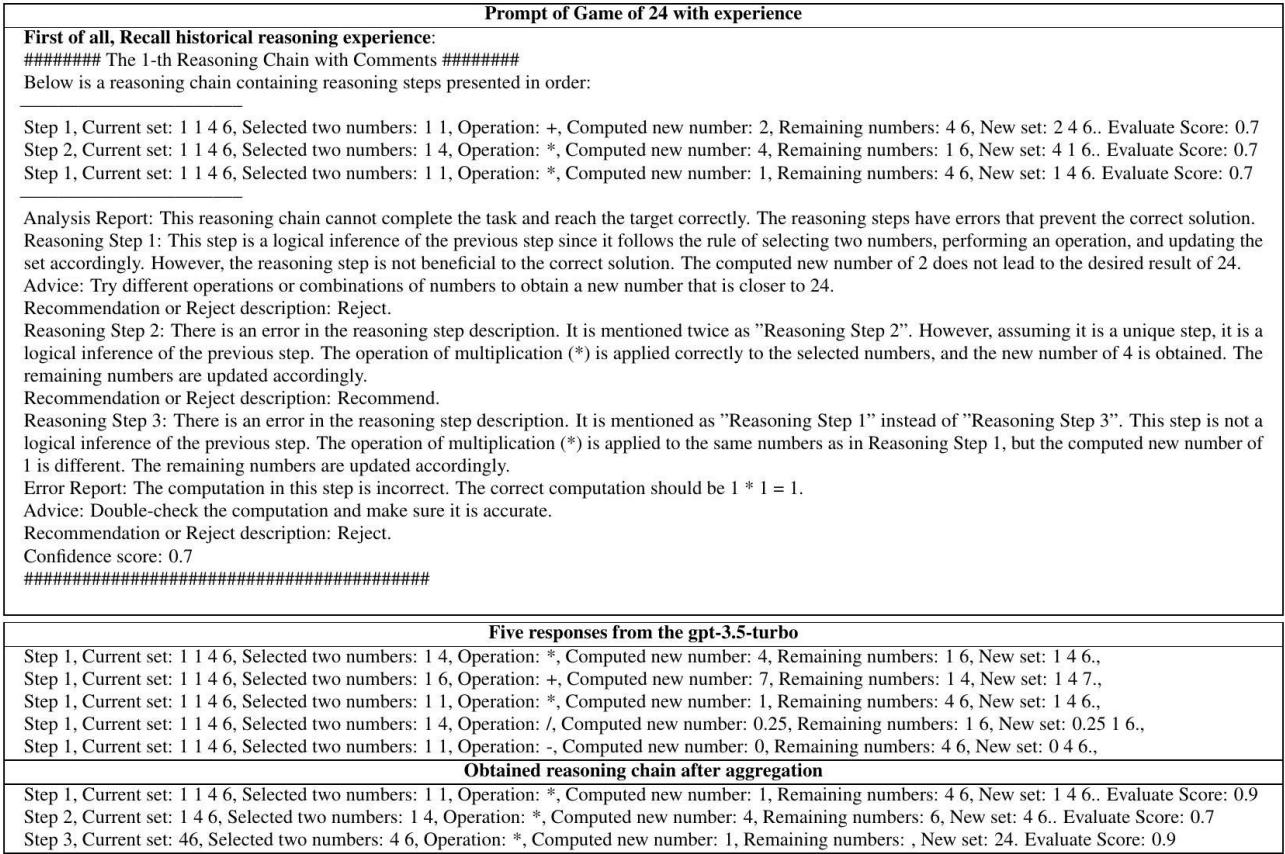 Prompt of Game of 24 with experience
First of all, Recall historical reasoning experience:
######## The 1-th Reasoning Chain with Comments ########
Below is a reasoning chain containing reasoning steps presented in order:
Step 1, Current set: 1 1 4 6, Selected two numbers: 1 1, Operation: +, Computed new number: 2, Remaining numbers: 4 6, New set: 2 4 6.. Evaluate Score: 0.7
Step 2, Current set: 1 1 4 6, Selected two numbers: 1 4, Operation: *, Computed new number: 4, Remaining numbers: 1 6, New set: 4 1 6.. Evaluate Score: 0.7
Step 1, Current set: 1 1 4 6, Selected two numbers: 1 1, Operation: *, Computed new number: 1, Remaining numbers: 4 6, New set: 1 4 6. Evaluate Score: 0.7
Analysis Report: This reasoning chain cannot complete the task and reach the target correctly. The reasoning steps have errors that prevent the correct solution.
Reasoning Step 1: This step is a logical inference of the previous step since it follows the rule of selecting two numbers, performing an operation, and updating the
set accordingly. However, the reasoning step is not beneficial to the correct solution. The computed new number of 2 does not lead to the desired result of 24.
Advice: Try different operations or combinations of numbers to obtain a new number that is closer to 24.
Recommendation or Reject description: Reject.
Reasoning Step 2: There is an error in the reasoning step description. It is mentioned twice as ”Reasoning Step 2”. However, assuming it is a unique step, it is a
logical inference of the previous step. The operation of multiplication (*) is applied correctly to the selected numbers, and the new number of 4 is obtained. The
remaining numbers are updated accordingly.
Recommendation or Reject description: Recommend.
Reasoning Step 3: There is an error in the reasoning step description. It is mentioned as ”Reasoning Step 1” instead of ”Reasoning Step 3”. This step is not a
logical inference of the previous step. The operation of multiplication (*) is applied to the same numbers as in Reasoning Step 1, but the computed new number of
1 is different. The remaining numbers are updated accordingly.
Error Report: The computation in this step is incorrect. The correct computation should be 1 * 1 = 1.
Advice: Double-check the computation and make sure it is accurate.
Recommendation or Reject description: Reject.
Confidence score: 0.7
##########################################
Five responses from the gpt-3.5-turbo
Step 1, Current set: 1 1 4 6, Selected two numbers: 1 4, Operation: *, Computed new number: 4, Remaining numbers: 1 6, New set: 1 4 6.,
Step 1, Current set: 1 1 4 6, Selected two numbers: 1 6, Operation: +, Computed new number: 7, Remaining numbers: 1 4, New set: 1 4 7.,
Step 1, Current set: 1 1 4 6, Selected two numbers: 1 1, Operation: *, Computed new number: 1, Remaining numbers: 4 6, New set: 1 4 6.,
Step 1, Current set: 1 1 4 6, Selected two numbers: 1 4, Operation: /, Computed new number: 0.25, Remaining numbers: 1 6, New set: 0.25 1 6.,
Step 1, Current set: 1 1 4 6, Selected two numbers: 1 1, Operation: -, Computed new number: 0, Remaining numbers: 4 6, New set: 0 4 6.,
Obtained reasoning chain after aggregation
Step 1, Current set: 1 1 4 6, Selected two numbers: 1 1, Operation: *, Computed new number: 1, Remaining numbers: 4 6, New set: 1 4 6.. Evaluate Score: 0.9
Step 2, Current set: 1 4 6, Selected two numbers: 1 4, Operation: *, Computed new number: 4, Remaining numbers: 6, New set: 4 6.. Evaluate Score: 0.7
Step 3, Current set: 46, Selected two numbers: 4 6, Operation: *, Computed new number: 1, Remaining numbers: , New set: 24. Evaluate Score: 0.9